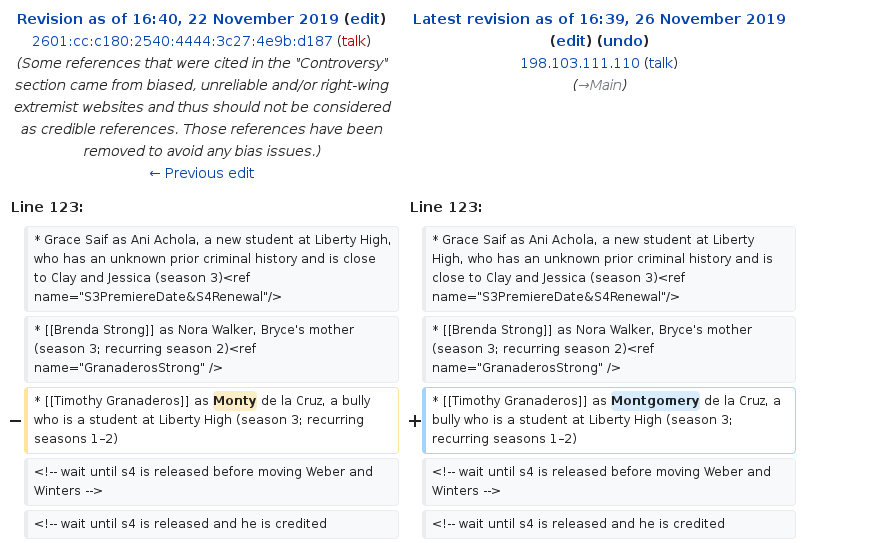 Revision as of 16:40, 22 November 2019 (edit)
2601:cc:c180:2540:4444:3c27:4e9b:d187 (talk)
(Some references that were cited in the "Controversy"
section came from biased, unreliable and/or right-wing
extremist websites and thus should not be considered
as credible references. Those references have been
removed to avoid any bias issues.)
← Previous edit
Latest revision as of 16:39, 26 November 2019
(edit) (undo)
198.103.111.110 (talk)
(→Main)
Line 123:
* Grace Saif as Ani Achola, a new student at Liberty High,
who has an unknown prior criminal history and is close
to Clay and Jessica (season 3)<ref
name="S3PremiereDate&S4Renewal"/>
* [[Brenda Strong]] as Nora Walker, Bryce's mother
(season 3; recurring season 2)<ref
name="GranaderosStrong" />
− * [[Timothy Granaderos]] as Monty de la Cruz, a bully
who is a student at Liberty High (season 3; recurring
seasons 1–2)
<!-- wait until s4 is released before moving Weber and
Winters -->
<!-- wait until s4 is released and he is credited
Line 123:
* Grace Saif as Ani Achola, a new student at Liberty
High, who has an unknown prior criminal history and is
close to Clay and Jessica (season 3)<ref
name="S3PremiereDate&S4Renewal"/>
* [[Brenda Strong]] as Nora Walker, Bryce's mother
(season 3; recurring season 2)<ref
name="GranaderosStrong" />
+ * [[Timothy Granaderos]] as Montgomery de la Cruz, a
bully who is a student at Liberty High (season 3;
recurring seasons 1–2)
<!-- wait until s4 is released before moving Weber and
Winters -->
<!-- wait until s4 is released and he is credited